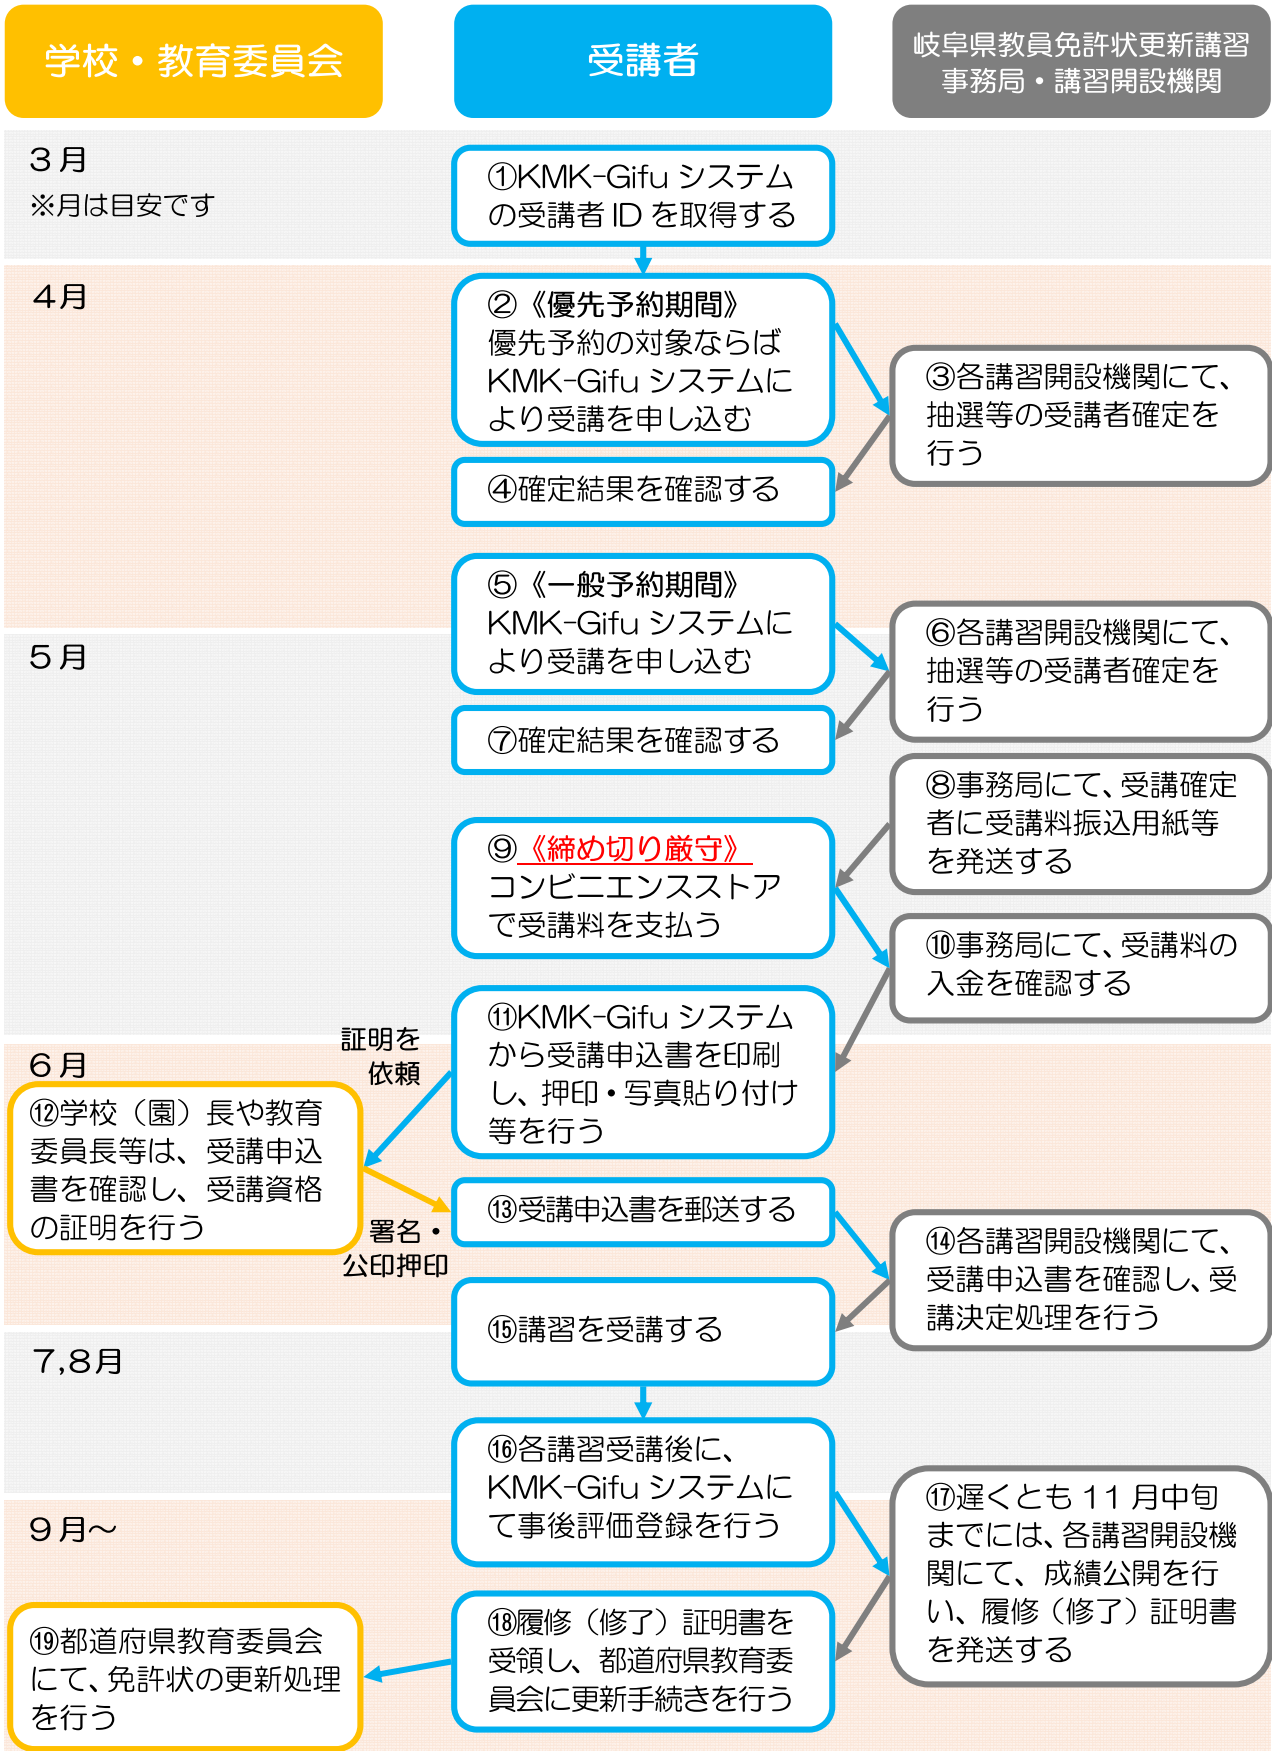 学校・教育委員会
受講者
岐阜県教員免許状更新講習
事務局・講習開設機関
3月
※月は目安です
①KMK-Gifu システム
の受講者 ID を取得する
4月
②《優先予約期間》
優先予約の対象ならば
KMK-Gifu システムに
より受講を申し込む
③各講習開設機関にて、
抽選等の受講者確定を
行う
④確定結果を確認する
⑤《一般予約期間》
KMK-Gifu システムに
より受講を申し込む
5月
⑥各講習開設機関にて、
抽選等の受講者確定を
行う
⑦確定結果を確認する
⑧事務局にて、受講確定
者に受講料振込用紙等
を発送する
⑨《締め切り厳守》
コンビニエンスストア
で受講料を支払う
⑩事務局にて、受講料の
入金を確認する
⑪KMK-Gifu システム
から受講申込書を印刷
し、押印・写真貼り付け
等を行う
証明を
依頼
6月
⑫学校（園）長や教育
委員長等は、受講申込
書を確認し、受講資格
の証明を行う
署名・
公印押印
⑬受講申込書を郵送する
⑭各講習開設機関にて、
受講申込書を確認し、受
講決定処理を行う
⑮講習を受講する
7,8月
⑯各講習受講後に、
KMK-Gifu システムに
て事後評価登録を行う
9月～
⑰遅くとも 11 月中旬
までには、各講習開設機
関にて、成績公開を行
い、履修（修了）証明書
を発送する
⑱履修（修了）証明書を
受領し、都道府県教育委
員会に更新手続きを行う
⑲都道府県教育委員会
にて、免許状の更新処理
を行う